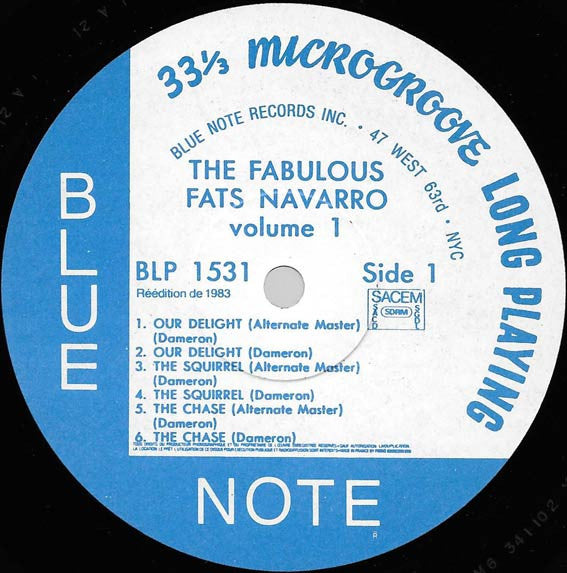 33⅓ MICROGROOVE LONG PLAYING
BLUE NOTE RECORDS INC. • 47 WEST 63rd • NYC
THE FABULOUS
FATS NAVARRO
volume 1
BLP 1531 Side 1
Réédition de 1983
SACEM
SDRM
1. OUR DELIGHT (Alternate Master)
(Dameron)
2. OUR DELIGHT (Dameron)
3. THE SQUIRREL (Alternate Master)
(Dameron)
4. THE SQUIRREL (Dameron)
5. THE CHASE (Alternate Master)
(Dameron)
6. THE CHASE (Dameron)
BLUE
NOTE